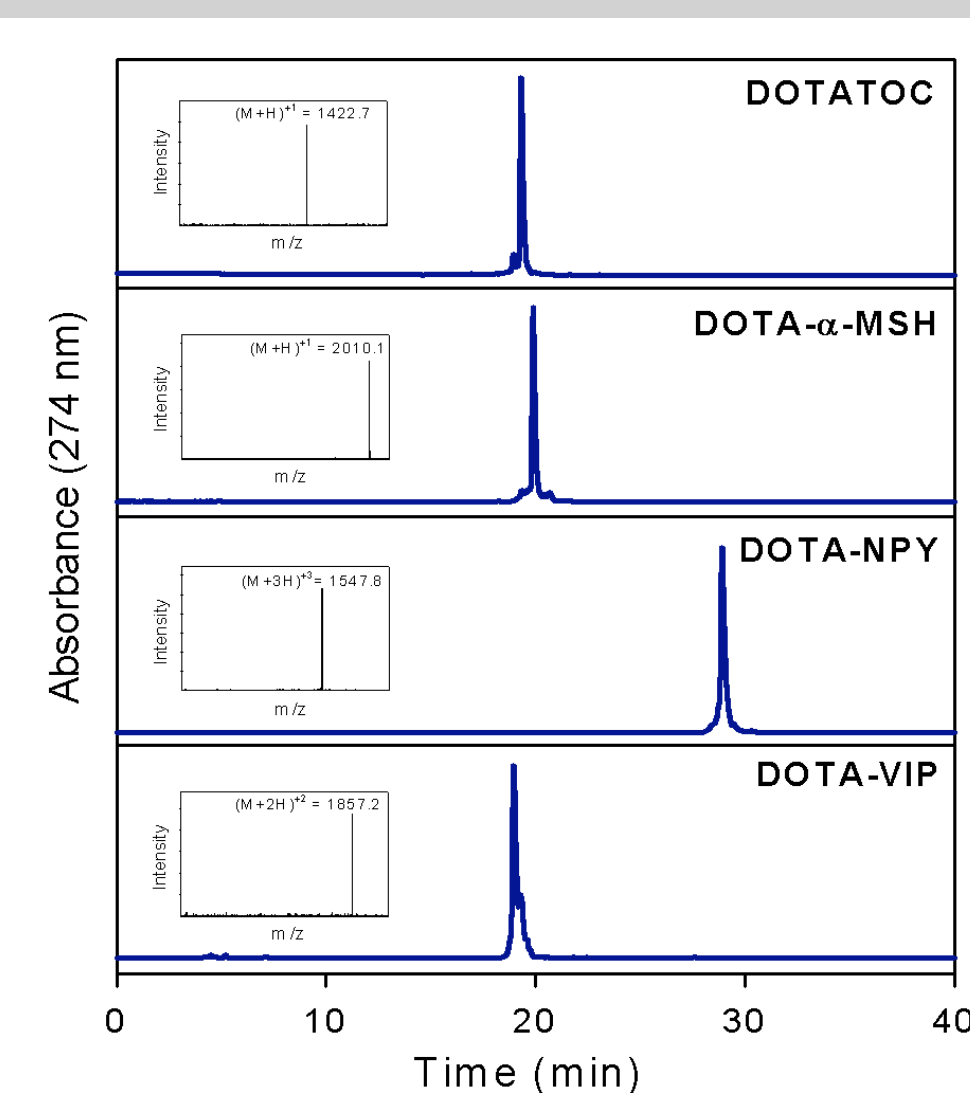 DOTATOC
(M+H)⁺¹ = 1422.7
Intensity
m/z
DOTA-α-MSH
(M+H)⁺¹ = 2010.1
Intensity
m/z
DOTA-NPY
(M+3H)⁺³= 1547.8
Intensity
m/z
DOTA-VIP
(M+2H)⁺² = 1857.2
Intensity
m/z
Absorbance (274 nm)
0 10 20 30 40
Time (min)